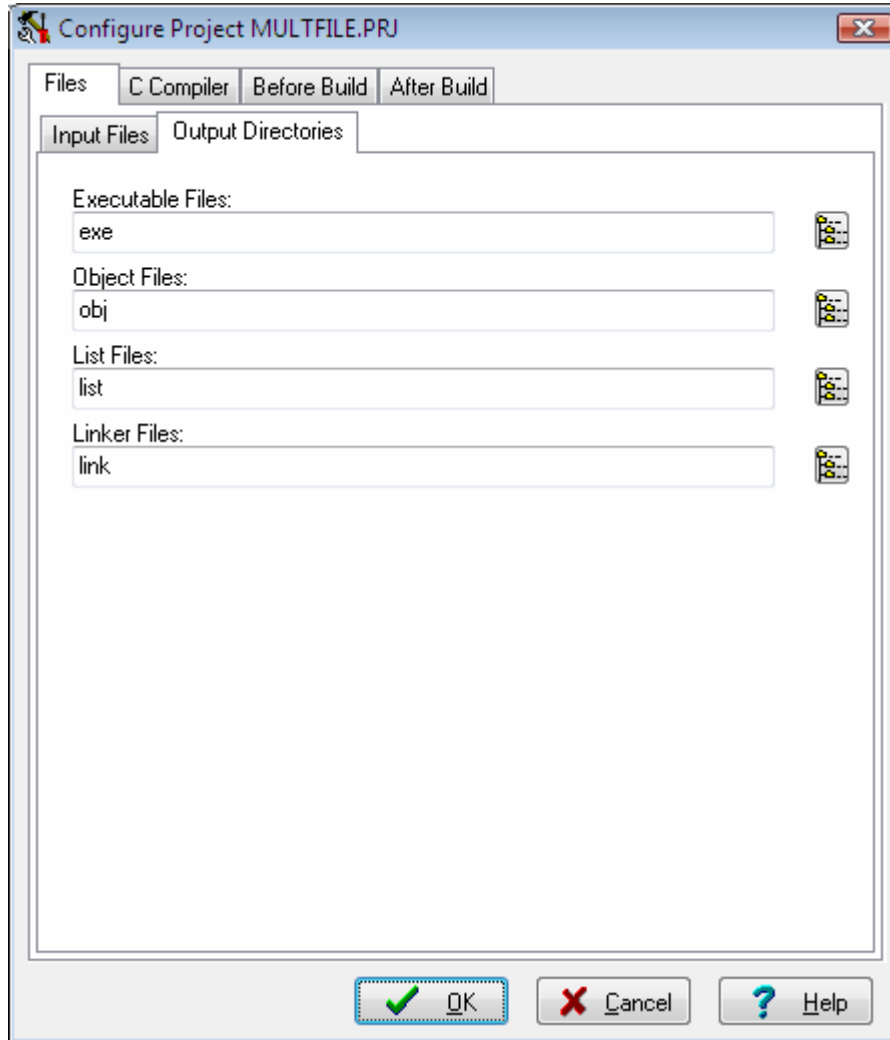 Configure Project MULTFILE.PRJ
Files C Compiler Before Build After Build
Input Files Output Directories
Executable Files:
exe
Object Files:
obj
List Files:
list
Linker Files:
link
OK Cancel Help